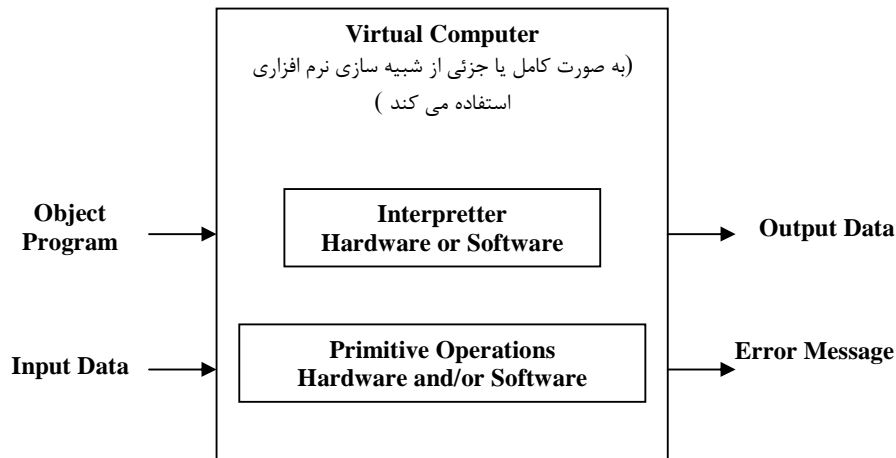 Virtual Computer
(به صورت کامل یا جزئی از شبیه سازی نرم افزاری
استفاده می کند )
Object
Program
Interpretter
Hardware or Software
Output Data
Input Data
Primitive Operations
Hardware and/or Software
Error Message